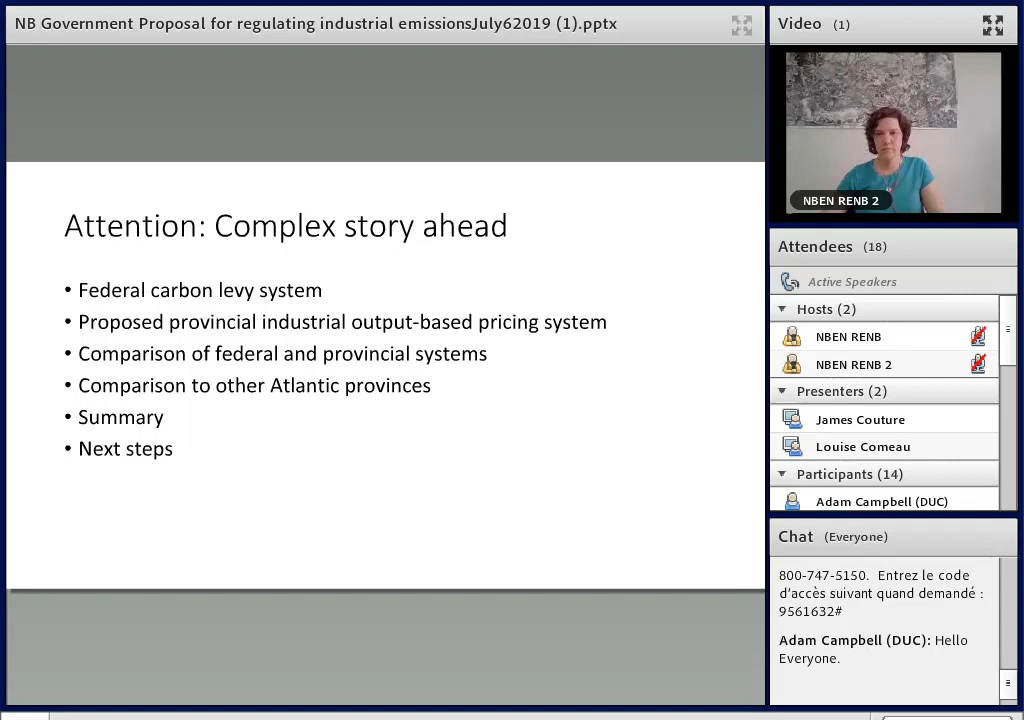 NB Government Proposal for regulating industrial emissionsJuly62019 (1).pptx
Attention: Complex story ahead
• Federal carbon levy system
• Proposed provincial industrial output-based pricing system
• Comparison of federal and provincial systems
• Comparison to other Atlantic provinces
• Summary
• Next steps
Video (1)
NBEN RENB 2
Attendees (18)
Active Speakers
Hosts (2)
NBEN RENB
NBEN RENB 2
Presenters (2)
James Couture
Louise Comeau
Participants (14)
Adam Campbell (DUC)
Chat (Everyone)
800-747-5150. Entrez le code
d'accès suivant quand demandé :
9561632#
Adam Campbell (DUC): Hello
Everyone.